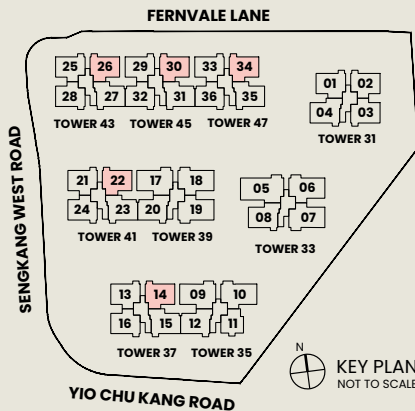 FERNVALE LANE
SENGKANG WEST ROAD
25 26 29 30 33 34
28 27 32 31 36 35
TOWER 43 TOWER 45 TOWER 47
01 02
04 03
TOWER 31
21 22 17 18
24 23 20 19
TOWER 41 TOWER 39
05 06
08 07
TOWER 33
13 14 09 10
16 15 12 11
TOWER 37 TOWER 35
YIO CHU KANG ROAD
N
KEY PLAN
NOT TO SCALE